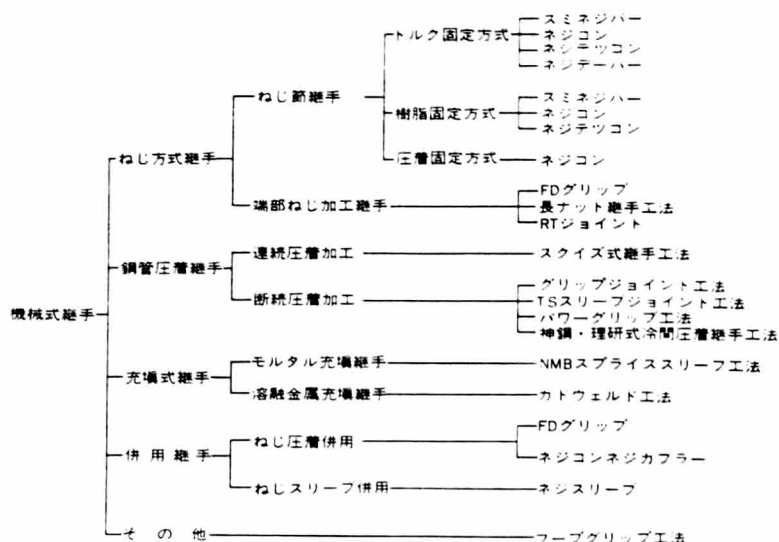 スミネジバー
トルク固定方式 ネジコン
ネジテツコン
ネジデーバー
ねじ節継手
スミネジバー
樹脂固定方式 ネジコン
ネジテツコン
ねじ方式継手
圧着固定方式 ネジコン
FDグリップ
端部ねじ加工継手 長ナット継手工法
RTジョイント
連続圧着加工 スクイズ式継手工法
鋼管圧着継手
グリップジョイント工法
断続圧着加工 TSスリーブジョイント工法
機械式継手 パワーグリップ工法
神鋼・理研式冷間圧着継手工法
モルタル充塡継手 NMBスプライススリーブ工法
充塡式継手
溶融金属充塡継手 カドウェルド工法
FDグリップ
ねじ圧着併用
併用継手 ネジコンネジカプラー
ねじスリーブ併用 ネジスリーブ
その他 フープグリップ工法